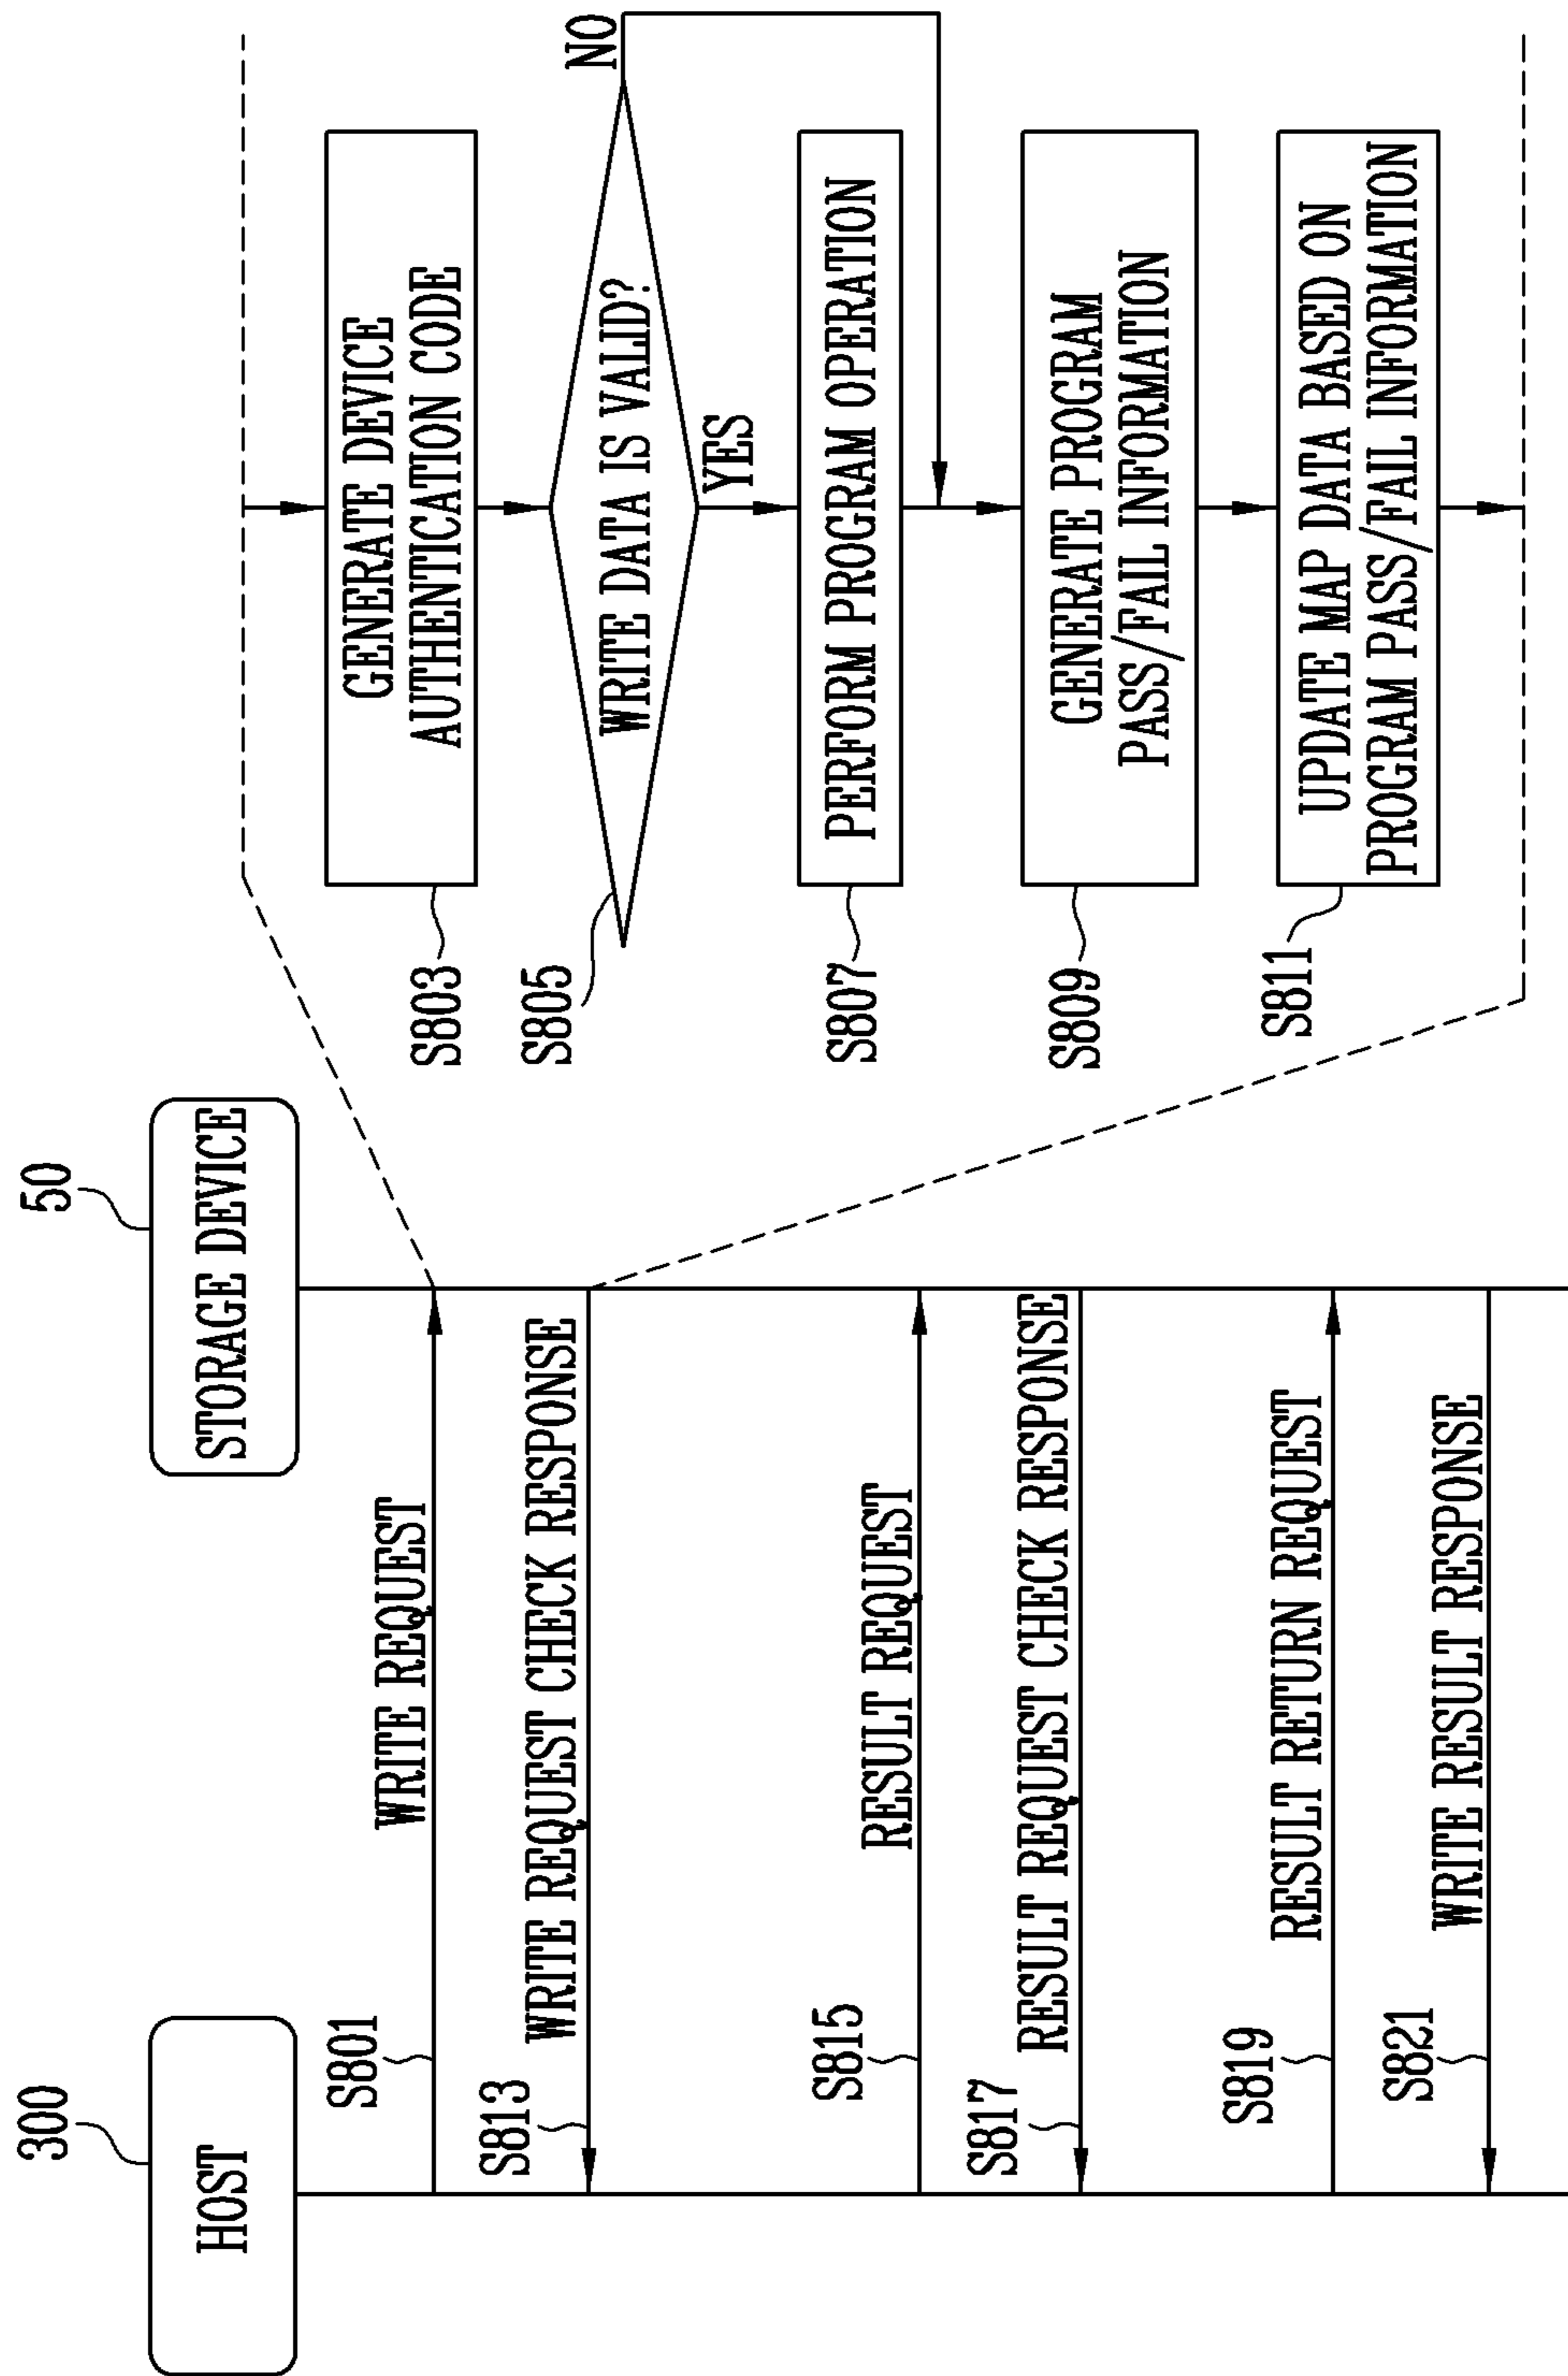 300
HOST
50
STORAGE DEVICE
S801
WRITE REQUEST
S813
WRITE REQUEST CHECK RESPONSE
S815
RESULT REQUEST
S817
RESULT REQUEST CHECK RESPONSE
S819
RESULT RETURN REQUEST
S821
WRITE RESULT RESPONSE
S803
GENERATE DEVICE
AUTHENTICATION CODE
S805
WRITE DATA IS VALID?
NO
YES
S807
PERFORM PROGRAM OPERATION
S809
GENERATE PROGRAM
PASS/FAIL INFORMATION
S811
UPDATE MAP DATA BASED ON
PROGRAM PASS/FAIL INFORMATION